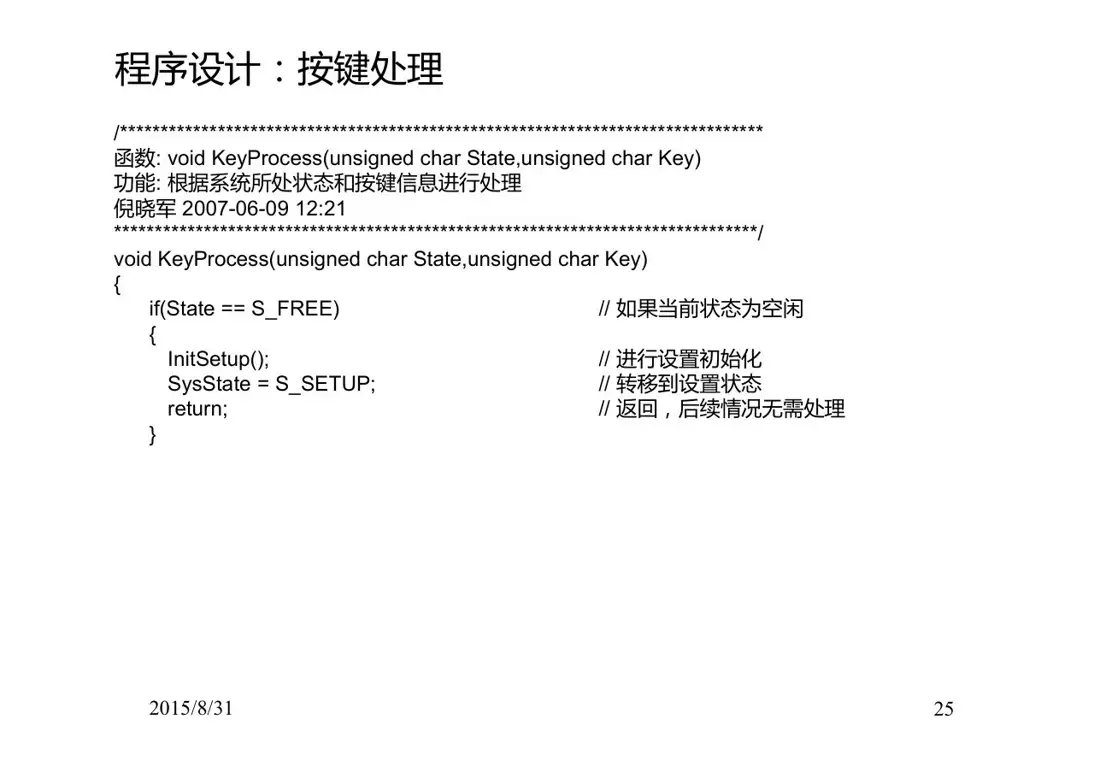 程序设计：按键处理
/*******************************************************************************
函数: void KeyProcess(unsigned char State,unsigned char Key)
功能: 根据系统所处状态和按键信息进行处理
倪晓军 2007-06-09 12:21
*******************************************************************************/
void KeyProcess(unsigned char State,unsigned char Key)
{
if(State == S_FREE) // 如果当前状态为空闲
{
InitSetup(); // 进行设置初始化
SysState = S_SETUP; // 转移到设置状态
return; // 返回，后续情况无需处理
}
2015/8/31 25